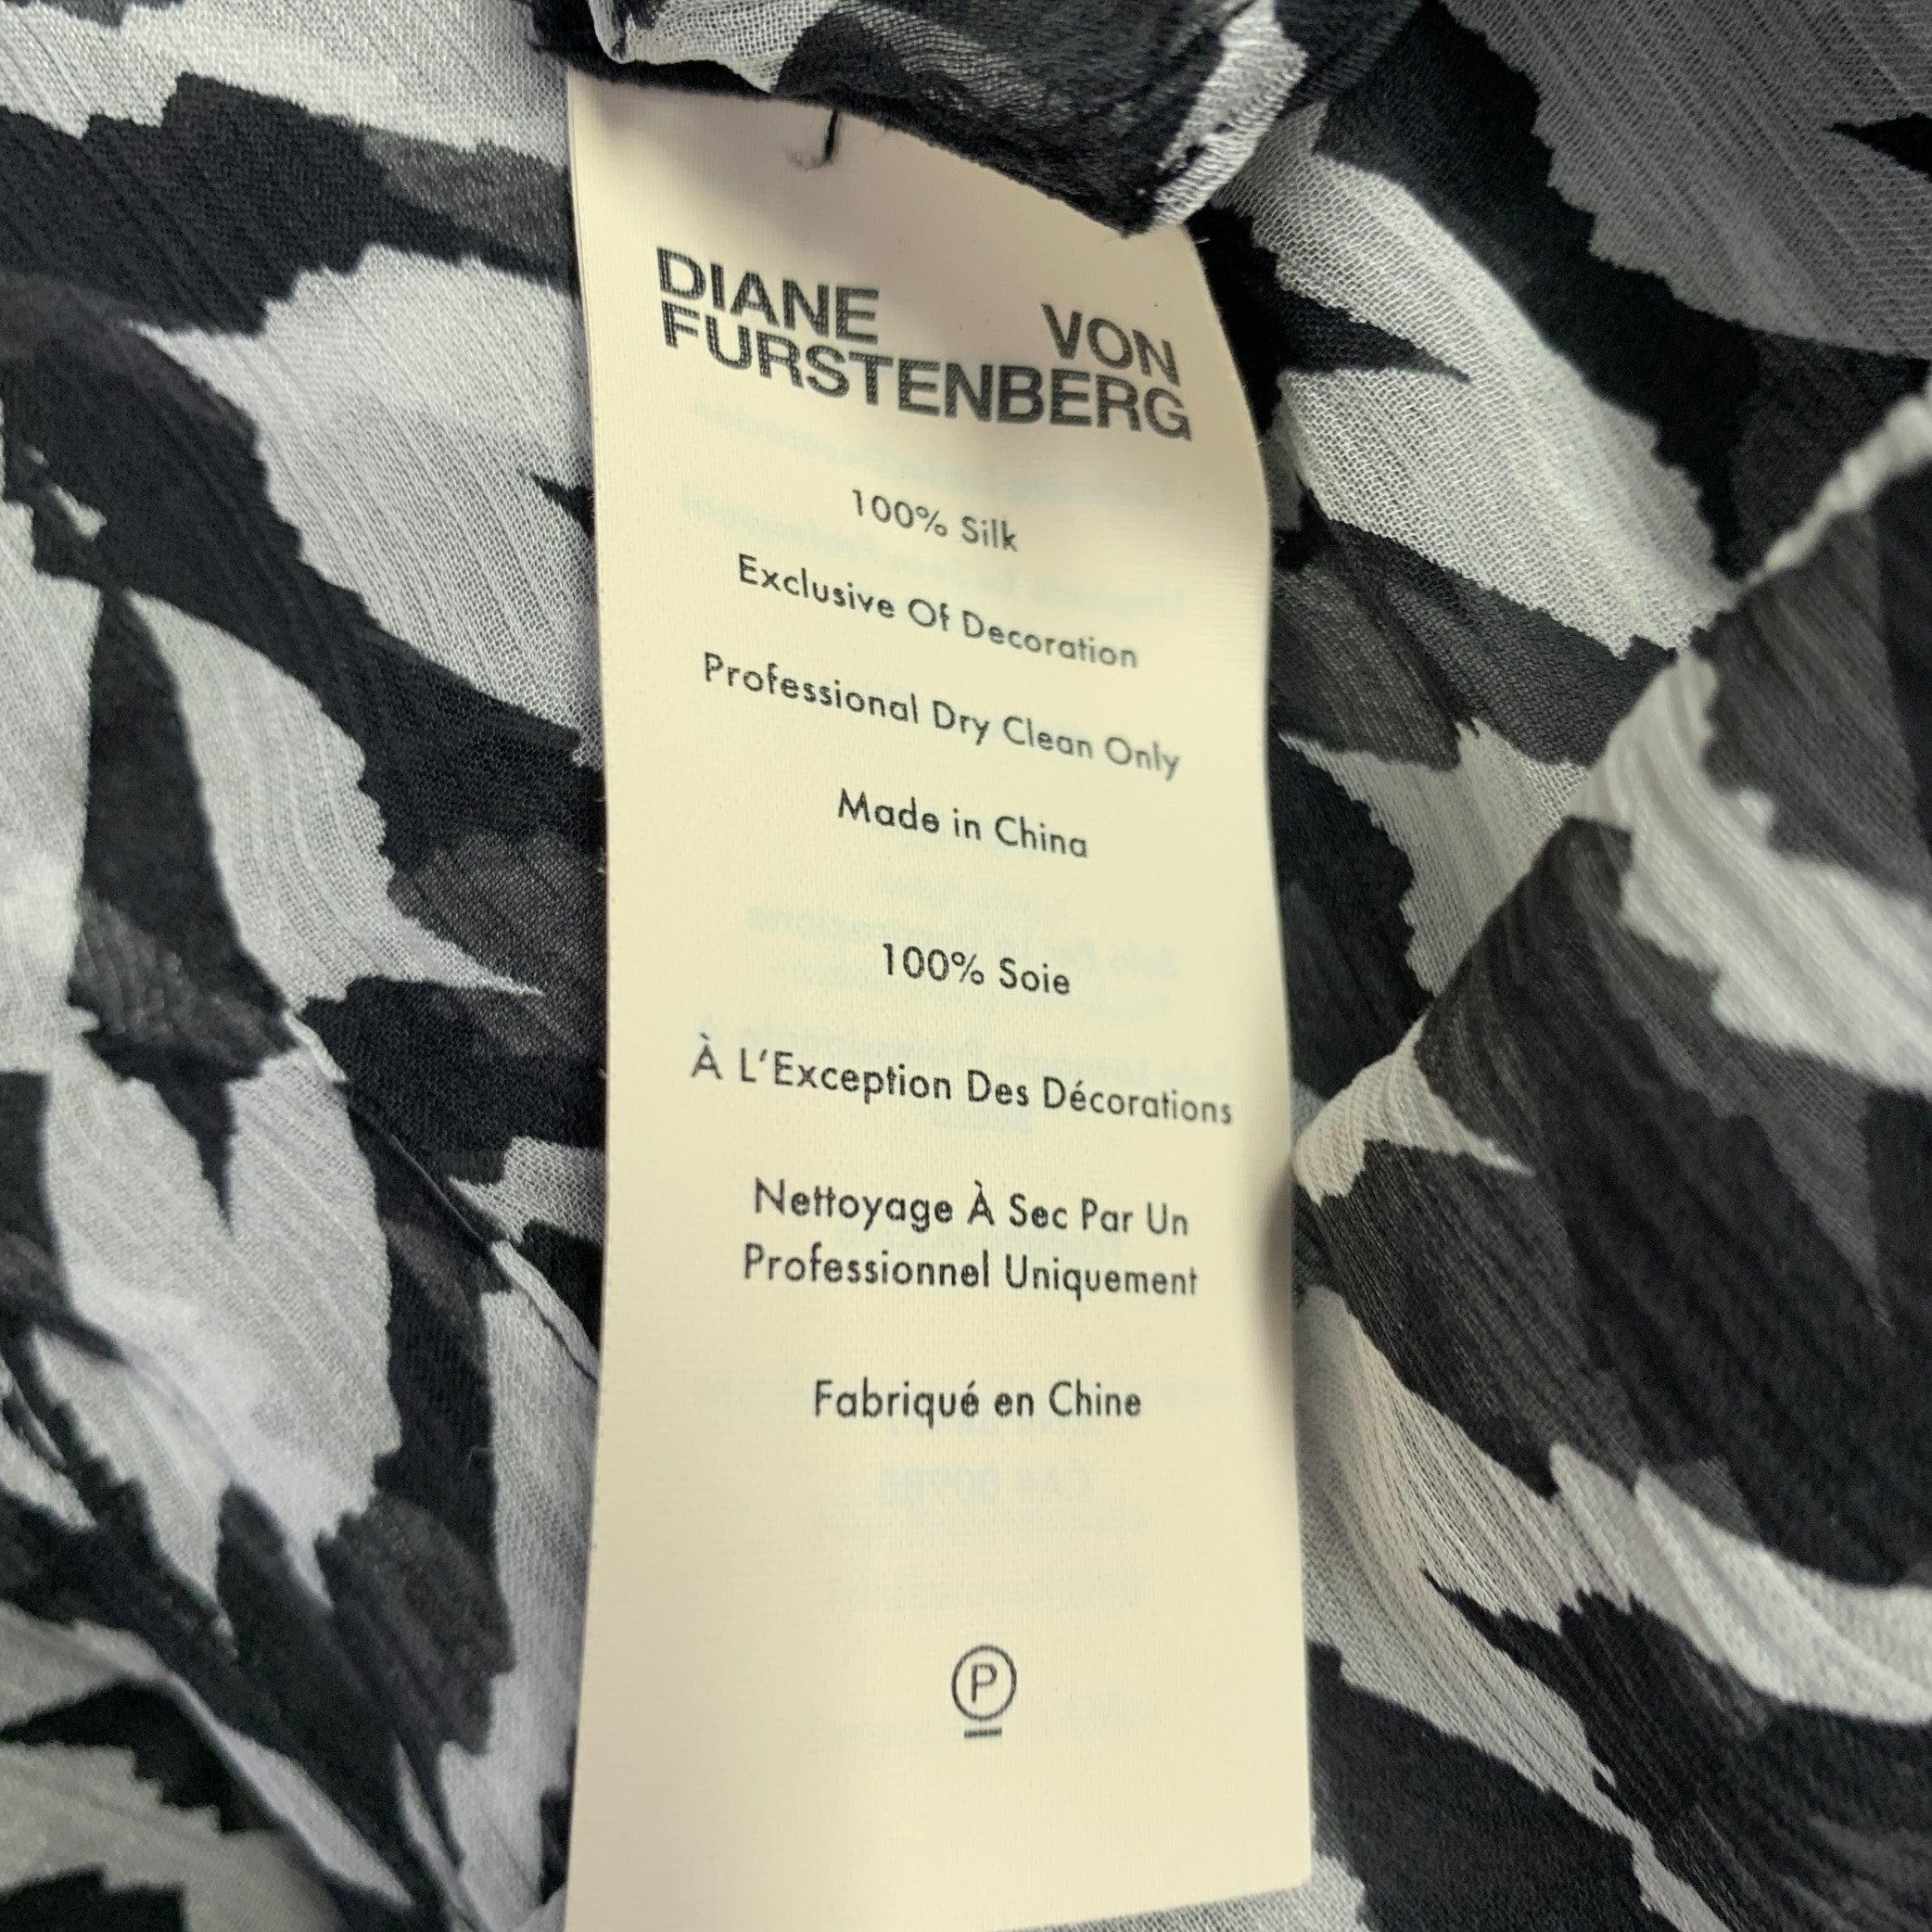 DIANE VON
FURSTENBERG
100% Silk
Exclusive Of Decoration
Professional Dry Clean Only
Made in China
100% Soie
À L'Exception Des Décorations
Nettoyage À Sec Par Un
Professionnel Uniquement
Fabriqué en Chine
P